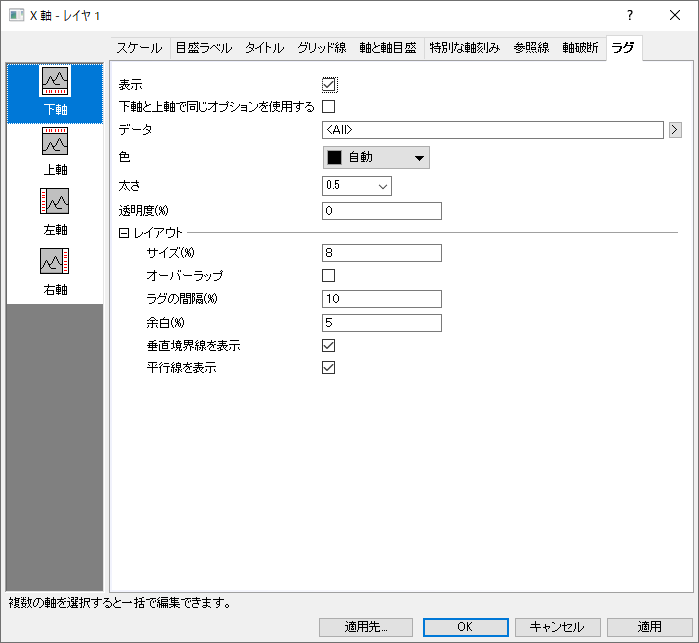 X 軸 - レイヤ 1
スケール 目盛ラベル タイトル グリッド線 軸と軸目盛 特別な軸刻み 参照線 軸破断 ラグ
下軸
上軸
左軸
右軸
表示
下軸と上軸で同じオプションを使用する
データ <All>
色 自動
太さ 0.5
透明度(%) 0
レイアウト
サイズ(%) 8
オーバーラップ
ラグの間隔(%) 10
余白(%) 5
垂直境界線を表示
平行線を表示
複数の軸を選択すると一括で編集できます。
適用先... OK キャンセル 適用